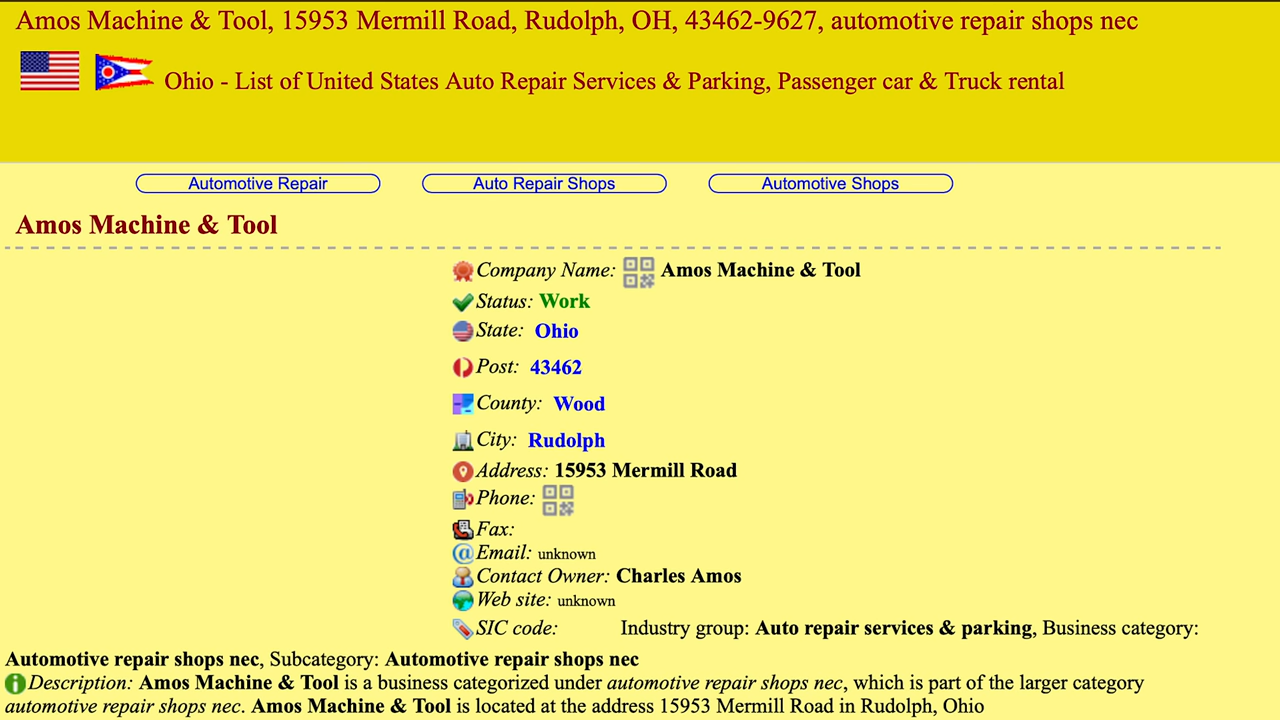 Amos Machine & Tool, 15953 Mermill Road, Rudolph, OH, 43462-9627, automotive repair shops nec
Ohio - List of United States Auto Repair Services & Parking, Passenger car & Truck rental
Automotive Repair
Auto Repair Shops
Automotive Shops
Amos Machine & Tool
Company Name: Amos Machine & Tool
Status: Work
State: Ohio
Post: 43462
County: Wood
City: Rudolph
Address: 15953 Mermill Road
Phone:
Fax:
Email: unknown
Contact Owner: Charles Amos
Web site: unknown
SIC code: Industry group: Auto repair services & parking, Business category:
Automotive repair shops nec, Subcategory: Automotive repair shops nec
Description: Amos Machine & Tool is a business categorized under automotive repair shops nec, which is part of the larger category
automotive repair shops nec. Amos Machine & Tool is located at the address 15953 Mermill Road in Rudolph, Ohio